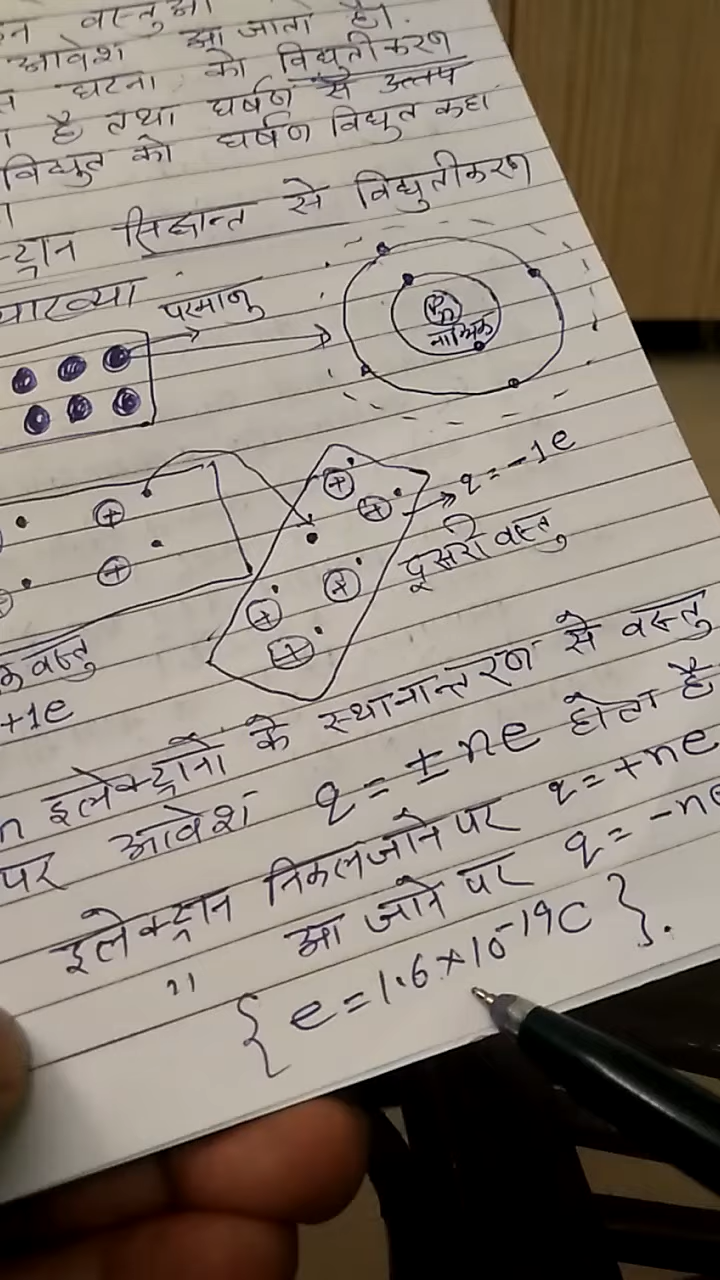 वस्तुओं
आवेश आ जाता है।
घटना को विद्युतीकरण
है तथा घर्षण से उत्पन्न
विद्युत को घर्षण विद्युत कहा
ट्रान सिद्धान्त से विद्युतीकरण
परमाणु
P
n
नाभिक
+ + q = -1e
+
+ + दूसरी वस्तु
+ +
वस्तु
+1e
n इलेक्ट्रानों के स्थानान्तरण से वस्तु
पर आवेश q = ± ne होता है
इलेक्ट्रान निकलजाने पर q = +ne
" आ जाने पर q = -ne
{ e = 1.6 × 10⁻¹⁹C }.